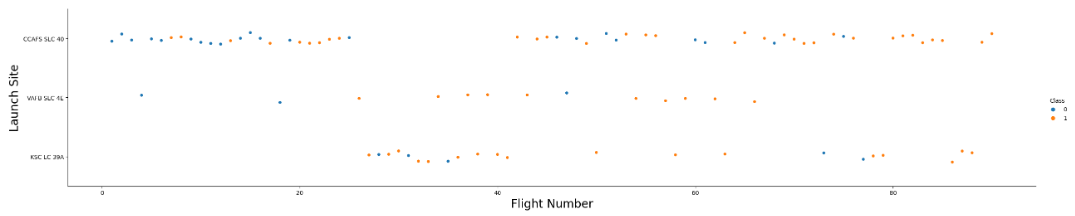 Launch Site
CCAFS SLC 40
VAFB SLC 4E
KSC LC 39A
0 20 40 60 80
Flight Number
Class
0
1